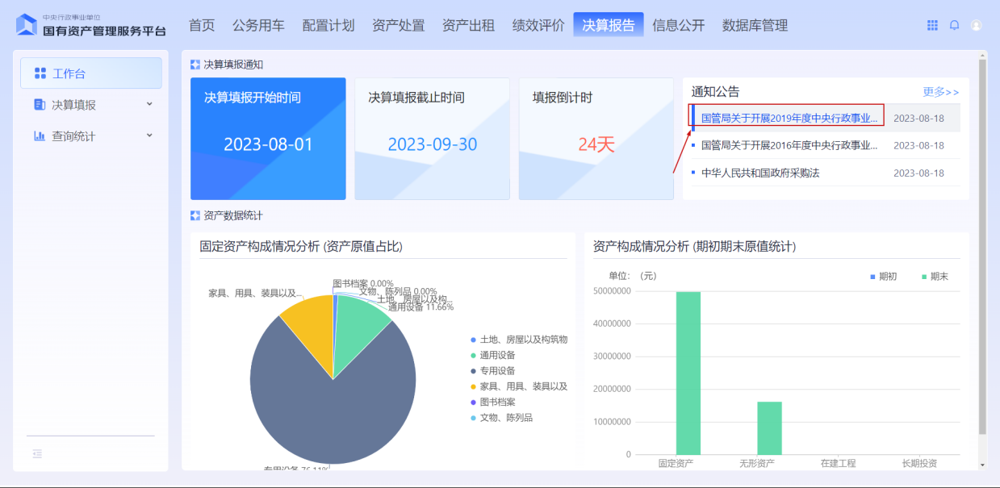 中央行政事业单位
国有资产管理服务平台
首页 公务用车 配置计划 资产处置 资产出租 绩效评价 决算报告 信息公开 数据库管理
工作台
决算填报
查询统计
决算填报通知
决算填报开始时间
2023-08-01
决算填报截止时间
2023-09-30
填报倒计时
24天
通知公告 更多>>
国管局关于开展2019年度中央行政事业... 2023-08-18
国管局关于开展2016年度中央行政事业... 2023-08-18
中华人民共和国政府采购法 2023-08-18
资产数据统计
固定资产构成情况分析 (资产原值占比)
图书档案 0.00%
文物、陈列品 0.00%
家具、用具、装具以及...
土地、房屋以及构...
通用设备 11.66%
专用设备 76.11%
土地、房屋以及构筑物
通用设备
专用设备
家具、用具、装具以及
图书档案
文物、陈列品
资产构成情况分析 (期初期末原值统计)
单位: (元)
期初 期末
50000000
40000000
30000000
20000000
10000000
0
固定资产 无形资产 在建工程 长期投资